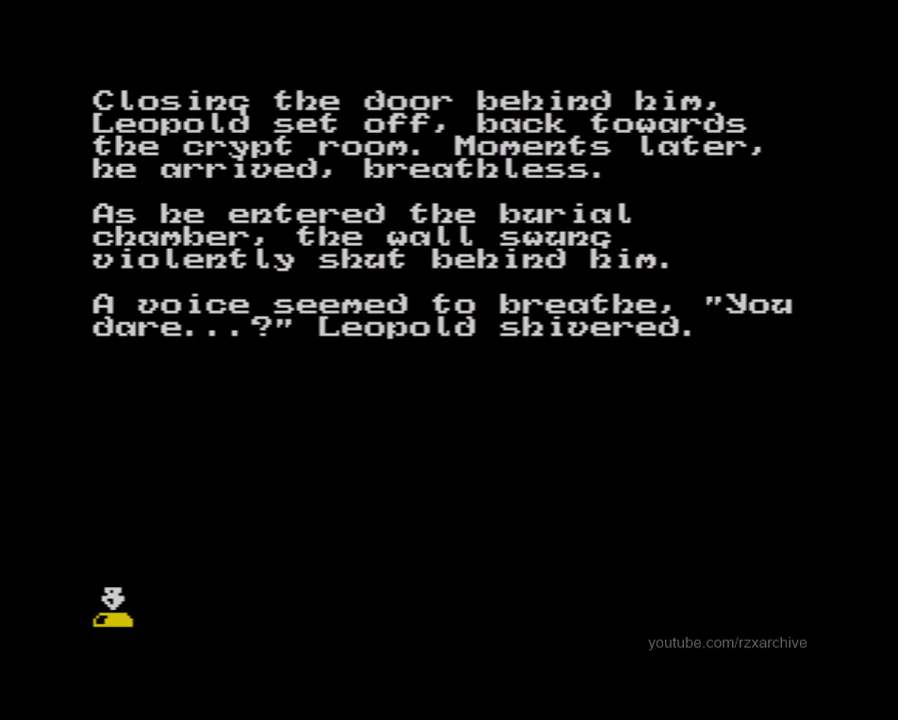 Closing the door behind him,
Leopold set off, back towards
the crypt room. Moments later,
he arrived, breathless.
As he entered the burial
chamber, the wall swung
violently shut behind him.
A voice seemed to breathe, "You
dare...?" Leopold shivered.
youtube.com/rzxarchive